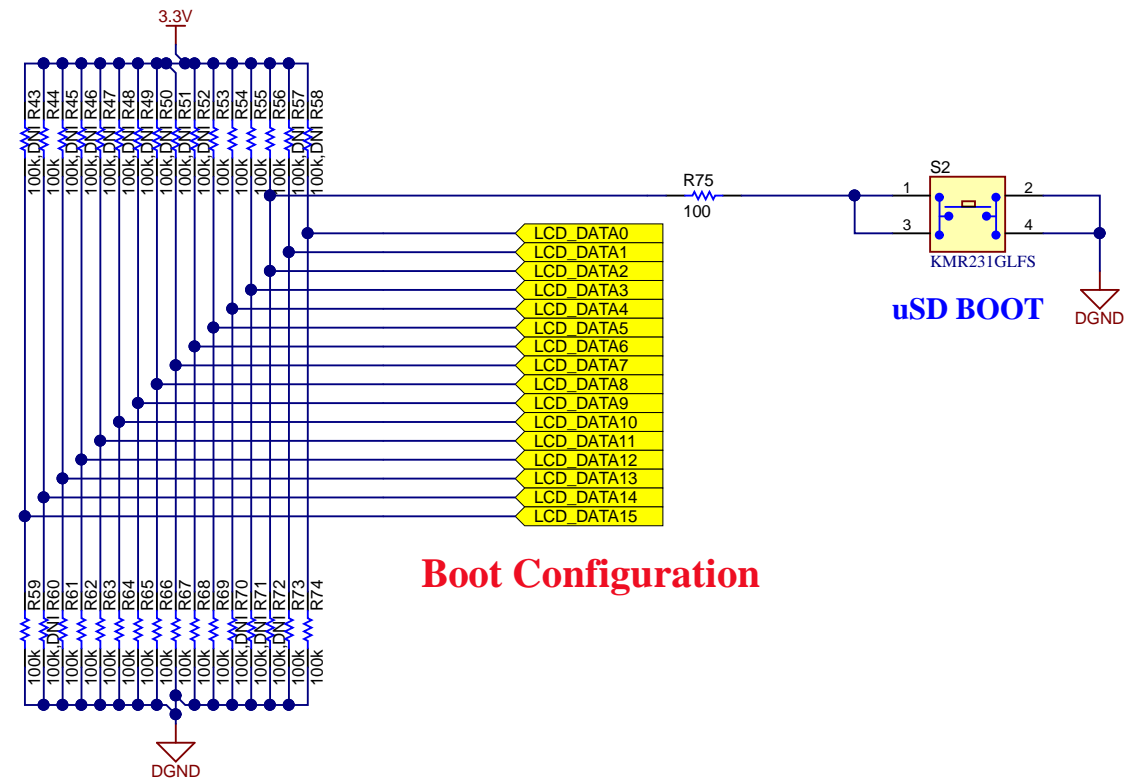 3.3V
R43
R44
R45
R46
R47
R48
R49
R50
R51
R52
R53
R54
R55
R56
R57
R58
100k,DNI
100k
100k,DNI
100k,DNI
100k,DNI
100k,DNI
100k,DNI
100k,DNI
100k,DNI
100k,DNI
100k,DNI
100k
100k
100k
100k,DNI
100k,DNI
R75
100
S2
1
2
3
4
KMR231GLFS
uSD BOOT
DGND
LCD_DATA0
LCD_DATA1
LCD_DATA2
LCD_DATA3
LCD_DATA4
LCD_DATA5
LCD_DATA6
LCD_DATA7
LCD_DATA8
LCD_DATA9
LCD_DATA10
LCD_DATA11
LCD_DATA12
LCD_DATA13
LCD_DATA14
LCD_DATA15
Boot Configuration
R59
R60
R61
R62
R63
R64
R65
R66
R67
R68
R69
R70
R71
R72
R73
R74
100k
100k,DNI
100k
100k
100k
100k
100k
100k
100k
100k
100k
100k,DNI
100k,DNI
100k,DNI
100k
100k
DGND